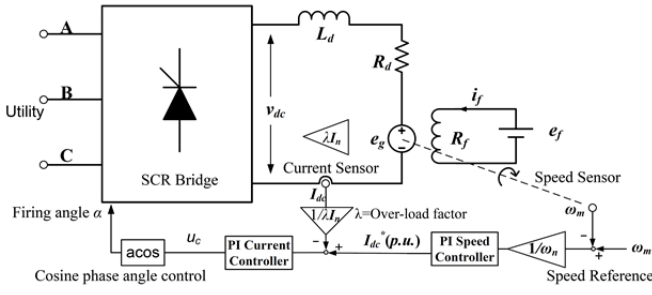 A
B
C
Utility
SCR Bridge
L_d
R_d
v_dc
λI_n
e_g
i_f
R_f
e_f
Current Sensor
Speed Sensor
I_dc
Firing angle α
1/λI_n
λ=Over-load factor
ω_m
acos
u_c
PI Current
Controller
I_dc*(p.u.)
PI Speed
Controller
1/ω_n
ω_m
Cosine phase angle control
Speed Reference